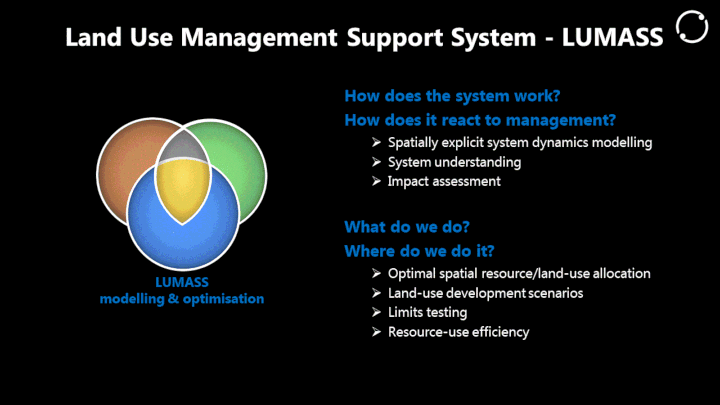 Land Use Management Support System - LUMASS
How does the system work?
How does it react to management?
➢ Spatially explicit system dynamics modelling
➢ System understanding
➢ Impact assessment
What do we do?
Where do we do it?
➢ Optimal spatial resource/land-use allocation
➢ Land-use development scenarios
➢ Limits testing
➢ Resource-use efficiency
LUMASS
modelling & optimisation